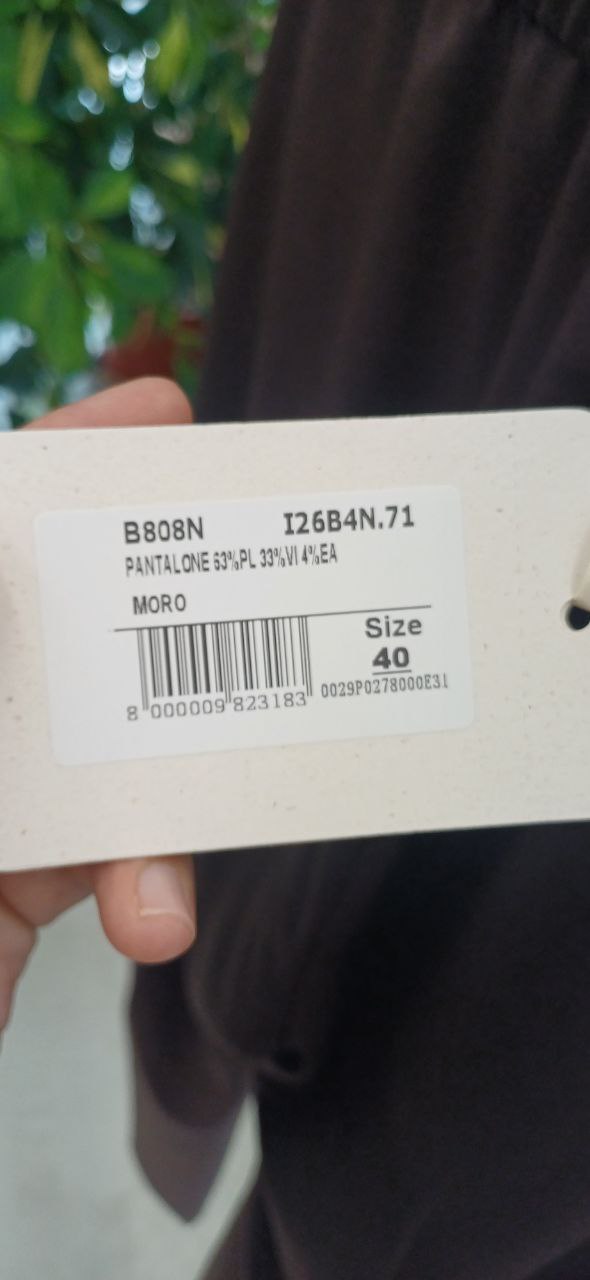 B808N I26B4N.71
PANTALONE 63%PL 33%VI 4%EA
MORO
Size
40
8 000009 823183
0029P0278000E31